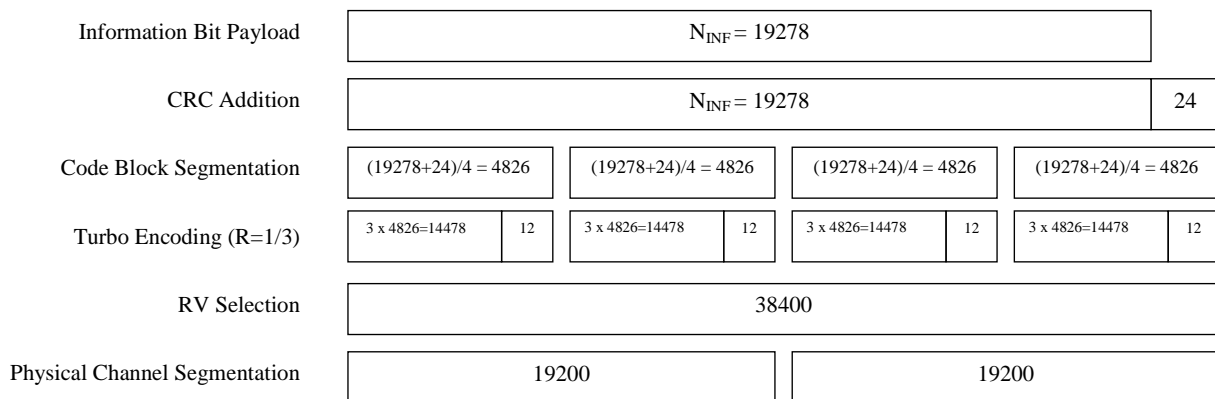 Information Bit Payload N_INF = 19278
CRC Addition N_INF = 19278 24
Code Block Segmentation (19278+24)/4 = 4826 (19278+24)/4 = 4826 (19278+24)/4 = 4826 (19278+24)/4 = 4826
Turbo Encoding (R=1/3) 3 x 4826=14478 12 3 x 4826=14478 12 3 x 4826=14478 12 3 x 4826=14478 12
RV Selection 38400
Physical Channel Segmentation 19200 19200